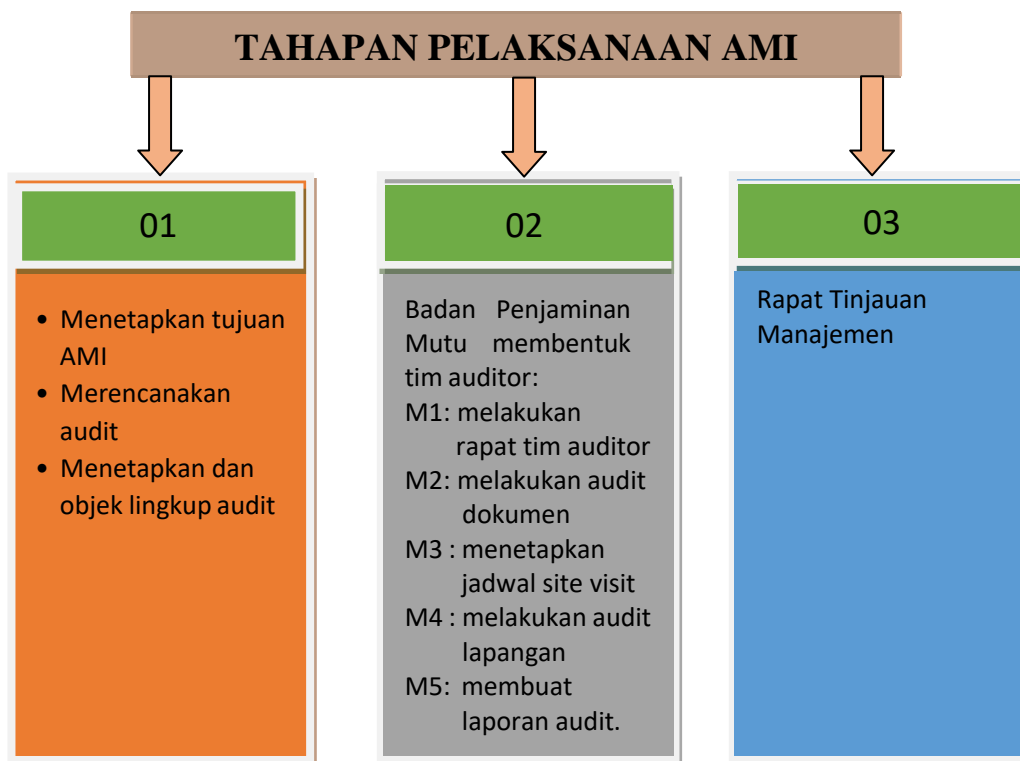 TAHAPAN PELAKSANAAN AMI
01
• Menetapkan tujuan
AMI
• Merencanakan
audit
• Menetapkan dan
objek lingkup audit
02
Badan Penjaminan
Mutu membentuk
tim auditor:
M1: melakukan
rapat tim auditor
M2: melakukan audit
dokumen
M3 : menetapkan
jadwal site visit
M4 : melakukan audit
lapangan
M5: membuat
laporan audit.
03
Rapat Tinjauan
Manajemen